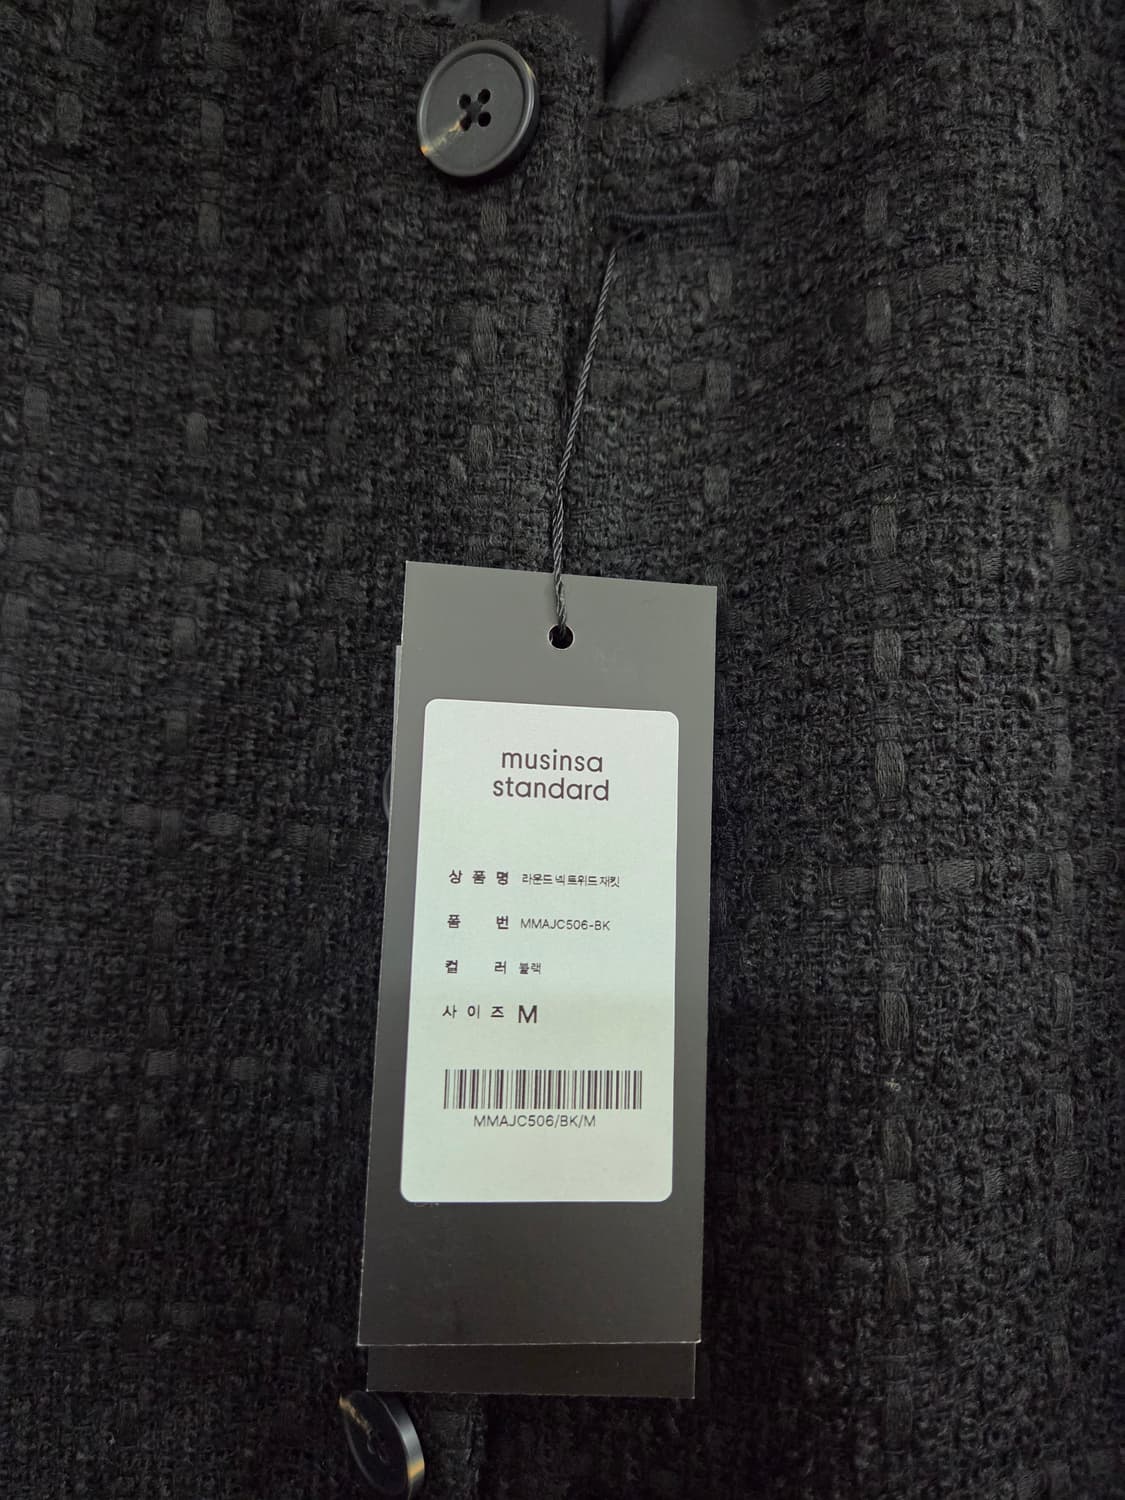 musinsa
standard
상 품 명 라운드 넥 트위드 재킷
품 번 MMAJC506-BK
컬 러 블랙
사 이 즈 M
MMAJC506/BK/M